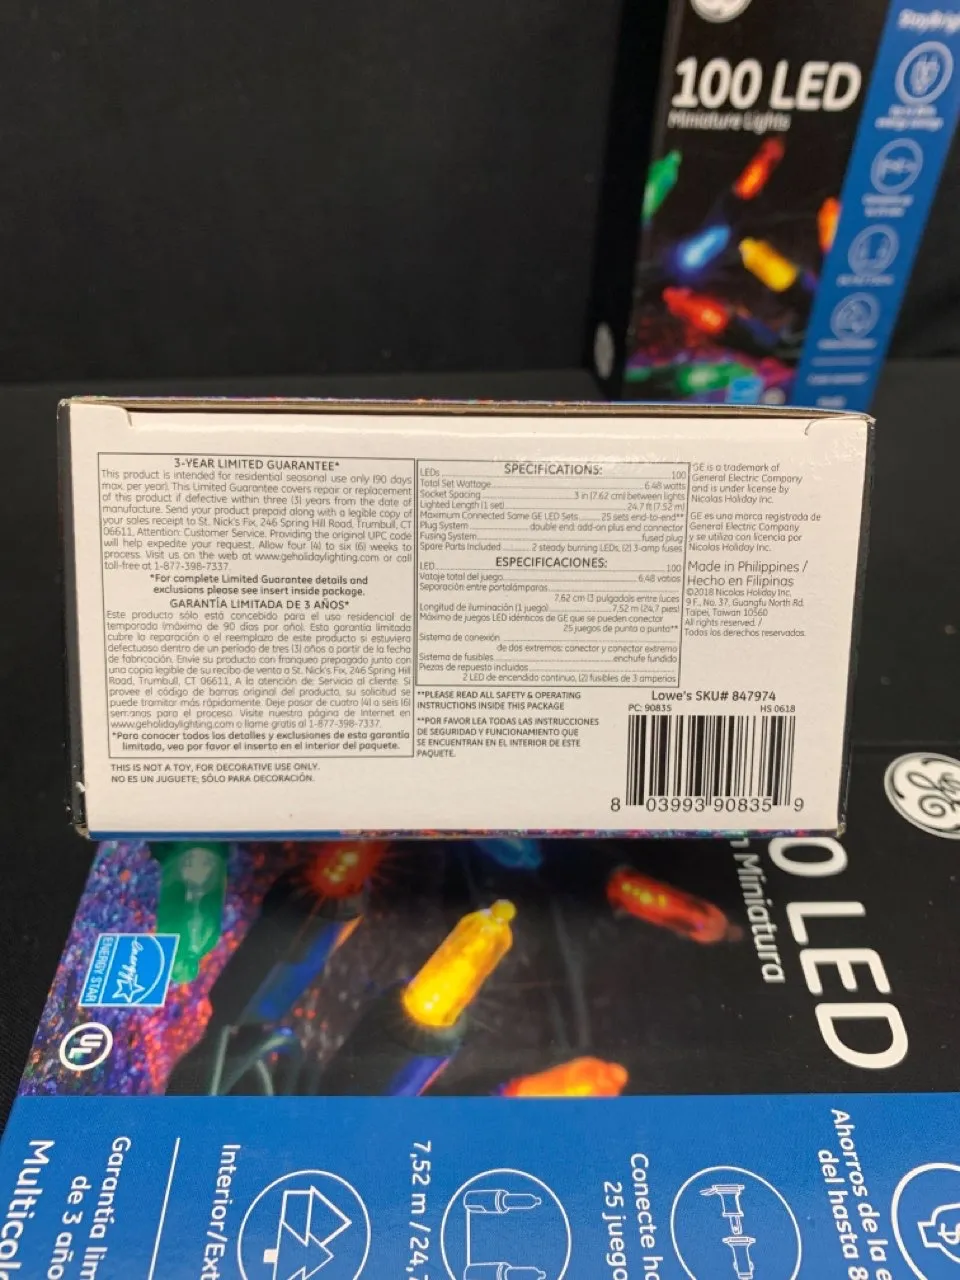 100 LED
Miniature Lights
3-YEAR LIMITED GUARANTEE*
This product is intended for residential seasonal use only (90 days
max. per year). This Limited Guarantee covers repair or replacement
of this product if defective within three (3) years from the date of
manufacture. Send your product prepaid along with a legible copy of
your sales receipt to St. Nick's Fix, 246 Spring Hill Road, Trumbull, CT
06611, Attention: Customer Service. Providing the original UPC code
will help expedite your request. Allow four (4) to six (6) weeks to
process. Visit us on the web at www.geholidaylighting.com or call
toll-free at 1-877-398-7337.
*For complete Limited Guarantee details and
exclusions please see insert inside package.
GARANTÍA LIMITADA DE 3 AÑOS*
Este producto sólo está concebido para el uso residencial de
temporada (máximo de 90 días por año). Esta garantía limitada
cubre la reparación o el reemplazo de este producto si estuviera
defectuoso dentro de un período de tres (3) años a partir de la fecha
de fabricación. Envíe su producto con franqueo prepagado junto con
una copia legible de su recibo de venta a St. Nick's Fix, 246 Spring Hill
Road, Trumbull, CT 06611, A la atención de: Servicio al cliente. Si
provee el código de barras original del producto, su solicitud se
puede tramitar más rápidamente. Deje pasar de cuatro (4) a seis (6)
semanas para el proceso. Visite nuestra página de Internet en
www.geholidaylighting.com o llame gratis al 1-877-398-7337.
*Para conocer todos los detalles y exclusiones de esta garantía
limitada, vea por favor el inserto en el interior del paquete.
THIS IS NOT A TOY, FOR DECORATIVE USE ONLY.
NO ES UN JUGUETE; SÓLO PARA DECORACIÓN.
SPECIFICATIONS:
LEDs 100
Total Set Wattage 6.48 watts
Socket Spacing 3 in (7.62 cm) between lights
Lighted Length (1 set) 24.7 ft (7.52 m)
Maximum Connected Same GE LED Sets 25 sets end-to-end**
Plug System double end: add-on plus end connector
Fusing System fused plug
Spare Parts Included 2 steady burning LEDs, (2) 3-amp fuses
ESPECIFICACIONES:
LED 100
Vataje total del juego 6,48 vatios
Separación entre portalámparas
7,62 cm (3 pulgadas) entre luces
Longitud de iluminación (1 juego) 7,52 m (24,7 pies)
Máximo de juegos LED idénticos de GE que se pueden conectar
25 juegos de punta a punta**
Sistema de conexión
de dos extremos: conector y conector extremo
Sistema de fusibles enchufe fundido
Piezas de repuesto incluidos
2 LED de encendido continuo, (2) fusibles de 3 amperios
**PLEASE READ ALL SAFETY & OPERATING
INSTRUCTIONS INSIDE THIS PACKAGE
**POR FAVOR LEA TODAS LAS INSTRUCCIONES
DE SEGURIDAD Y FUNCIONAMIENTO QUE
SE ENCUENTRAN EN EL INTERIOR DE ESTE
PAQUETE.
GE is a trademark of
General Electric Company
and is under license by
Nicolas Holiday Inc.
GE es una marca registrada de
General Electric Company
y se utiliza con licencia por
Nicolas Holiday Inc.
Made in Philippines /
Hecho en Filipinas
©2018 Nicolas Holiday Inc.
9 F., No. 37, Guangfu North Rd.
Taipei, Taiwan 10560
All rights reserved. /
Todos los derechos reservados.
Lowe's SKU# 847974
PC: 90835 HS 0618
8 03993 90835 9
0 LED
n Miniatura
GE
energy
ENERGY STAR
UL
Ahorros de la e
del hasta 8
Conecte ha
25 juego
7,52 m / 24,7
Interior/Ext
Garantía lim
de 3 año
Multicol